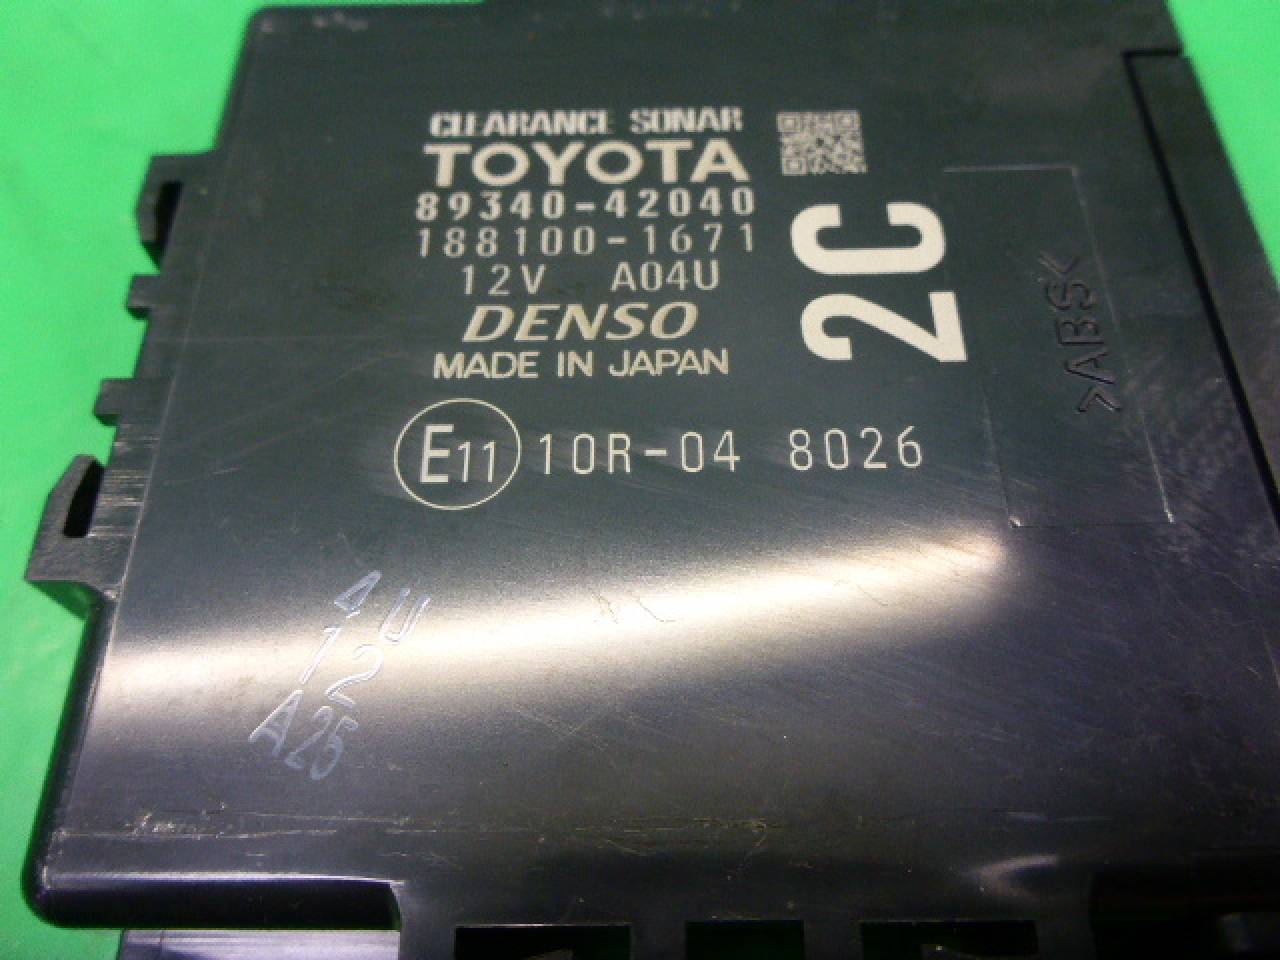 CLEARANCE SONAR
TOYOTA
89340-42040
188100-1671
12V A04U
DENSO
MADE IN JAPAN
2C
>ABS<
E11 10R-04 8026
4U
12
A25